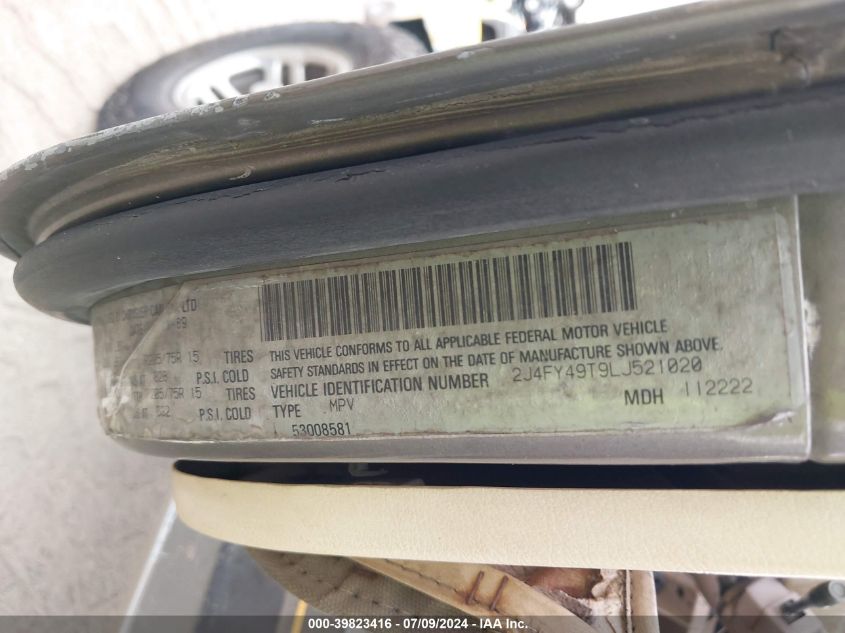 LTD
89
205/75R 15 TIRES
P.S.I. COLD
205/75R 15 TIRES
P.S.I. COLD
THIS VEHICLE CONFORMS TO ALL APPLICABLE FEDERAL MOTOR VEHICLE
SAFETY STANDARDS IN EFFECT ON THE DATE OF MANUFACTURE SHOWN ABOVE.
VEHICLE IDENTIFICATION NUMBER 2J4FY49T9LJ521020
TYPE MPV MDH 112222
53008581
000-39823416 - 07/09/2024 - IAA Inc.